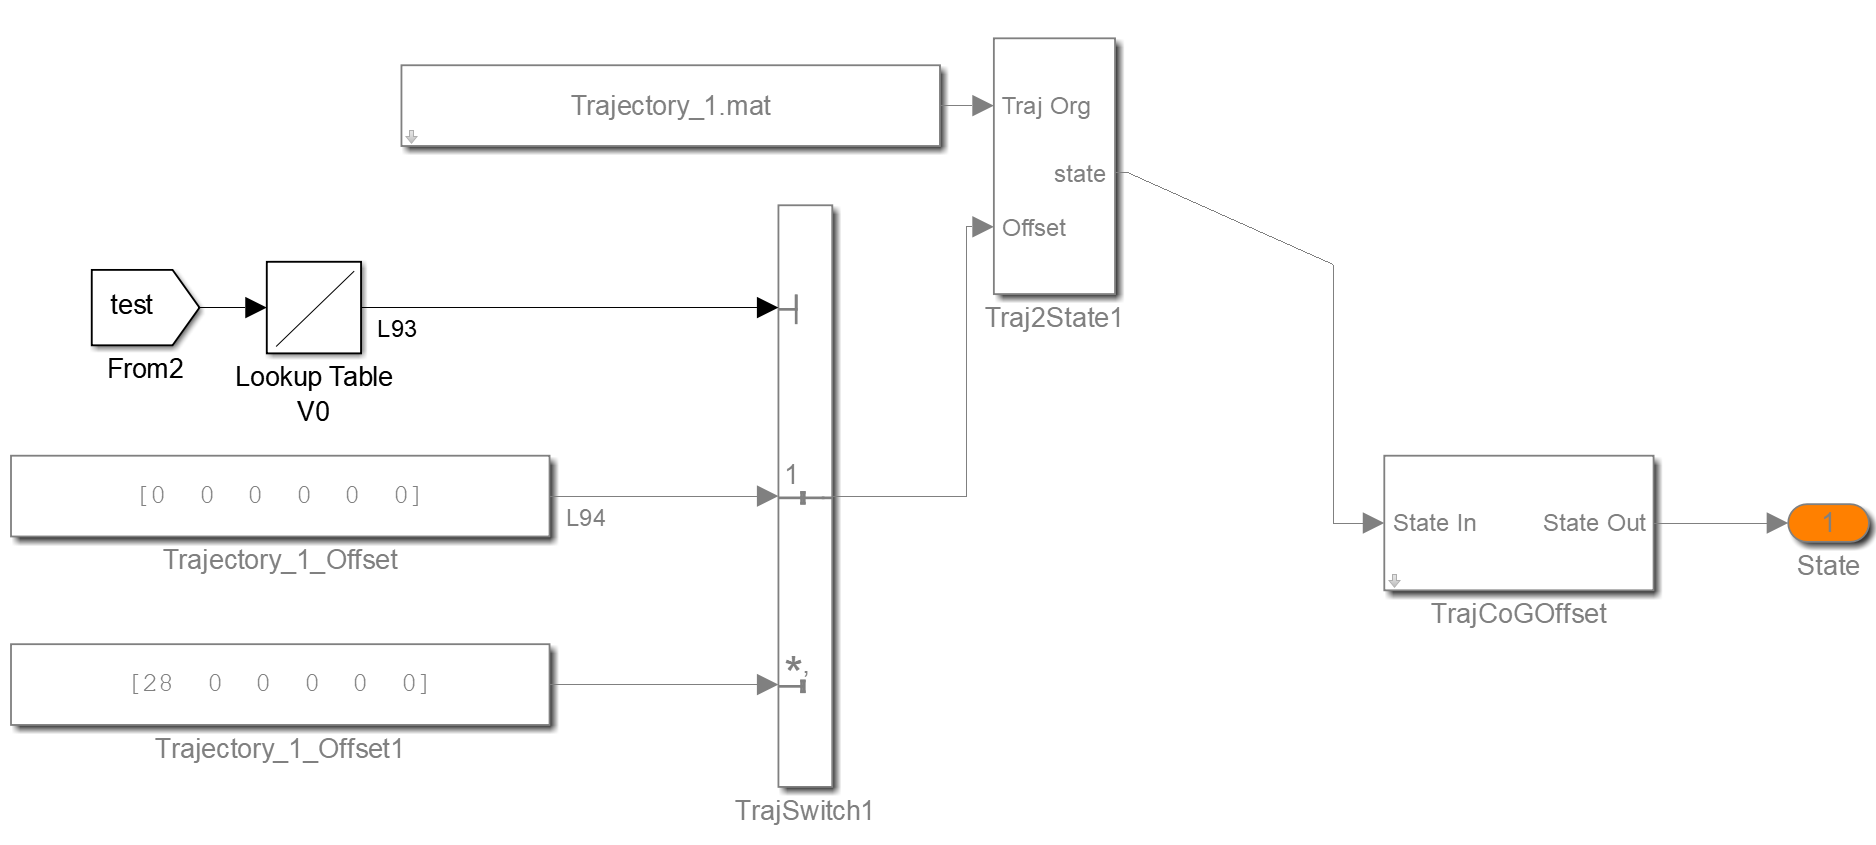 Trajectory_1.mat
Traj Org
state
Offset
Traj2State1
test
From2
L93
Lookup Table
V0
[0 0 0 0 0 0]
L94
Trajectory_1_Offset
1
[28 0 0 0 0 0]
Trajectory_1_Offset1
*,
TrajSwitch1
State In
State Out
TrajCoGOffset
1
State